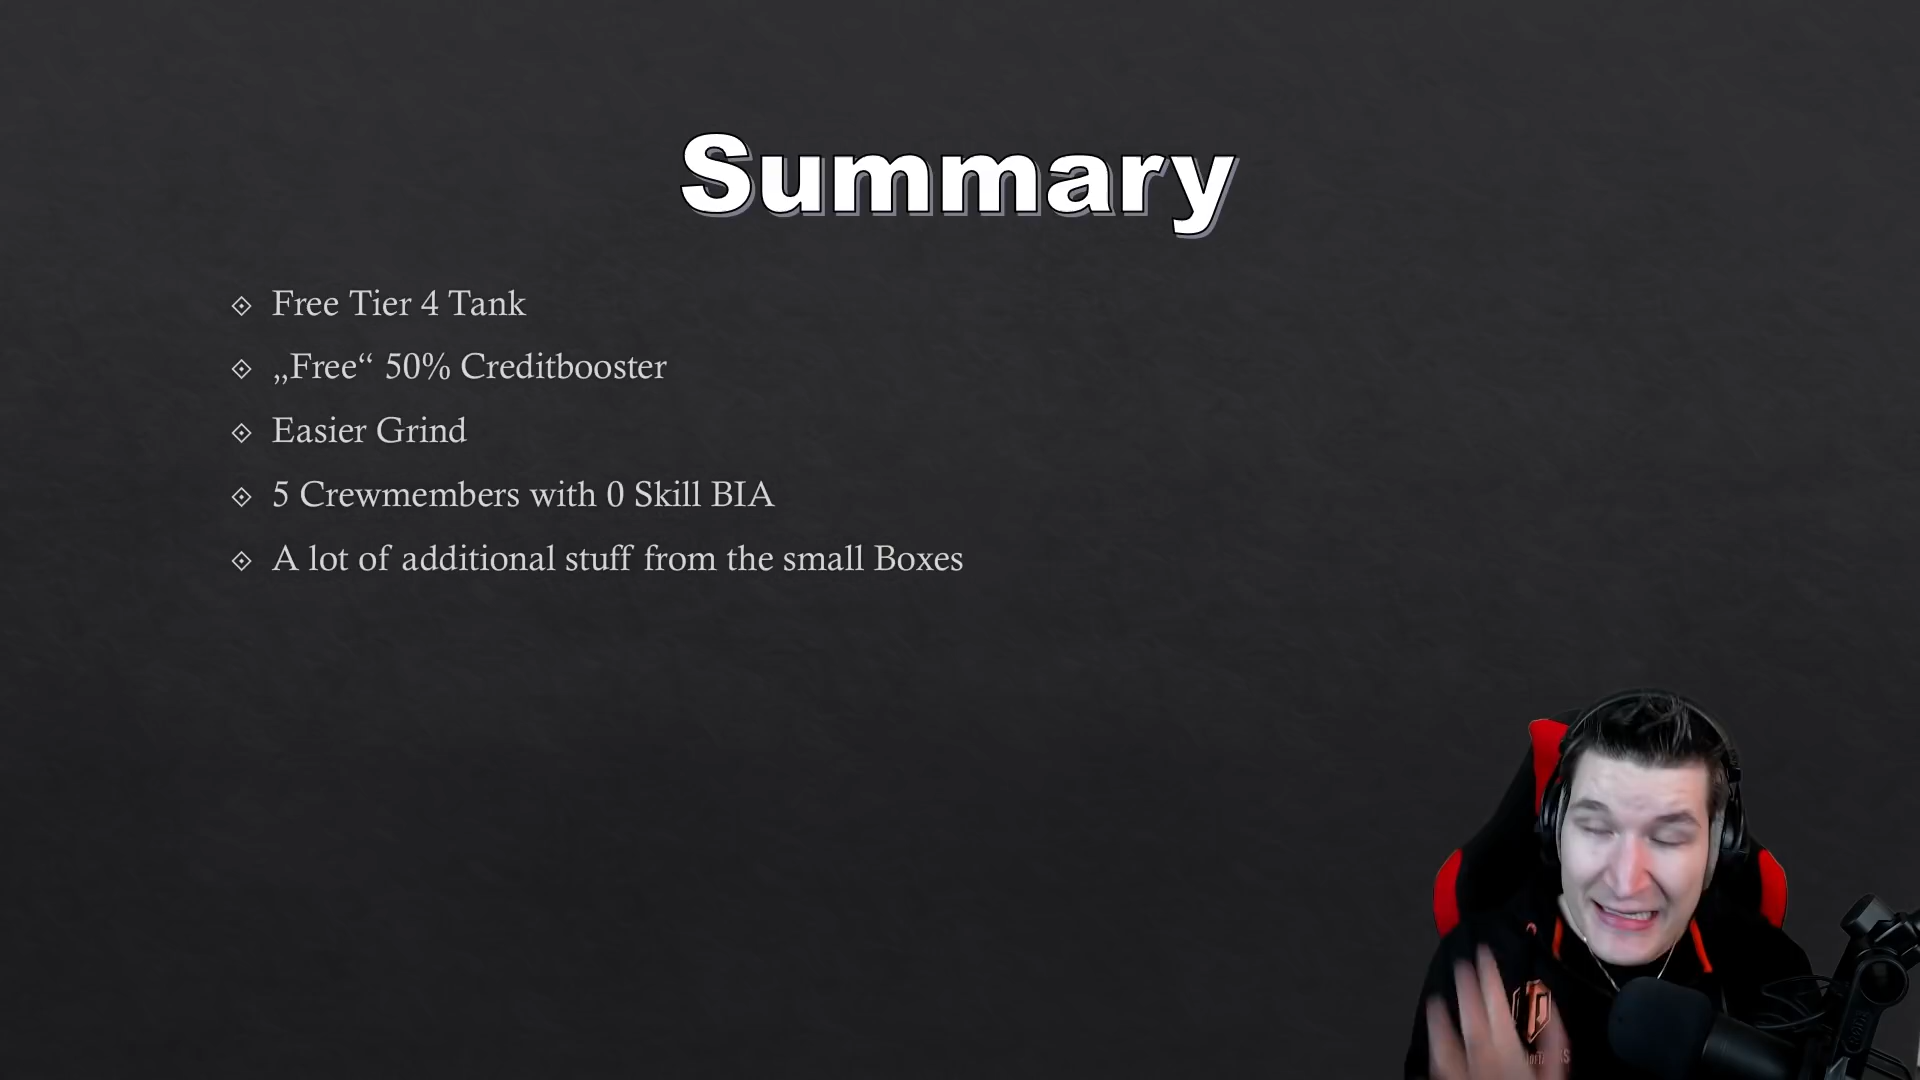 Summary
Free Tier 4 Tank
„Free“ 50% Creditbooster
Easier Grind
5 Crewmembers with 0 Skill BIA
A lot of additional stuff from the small Boxes